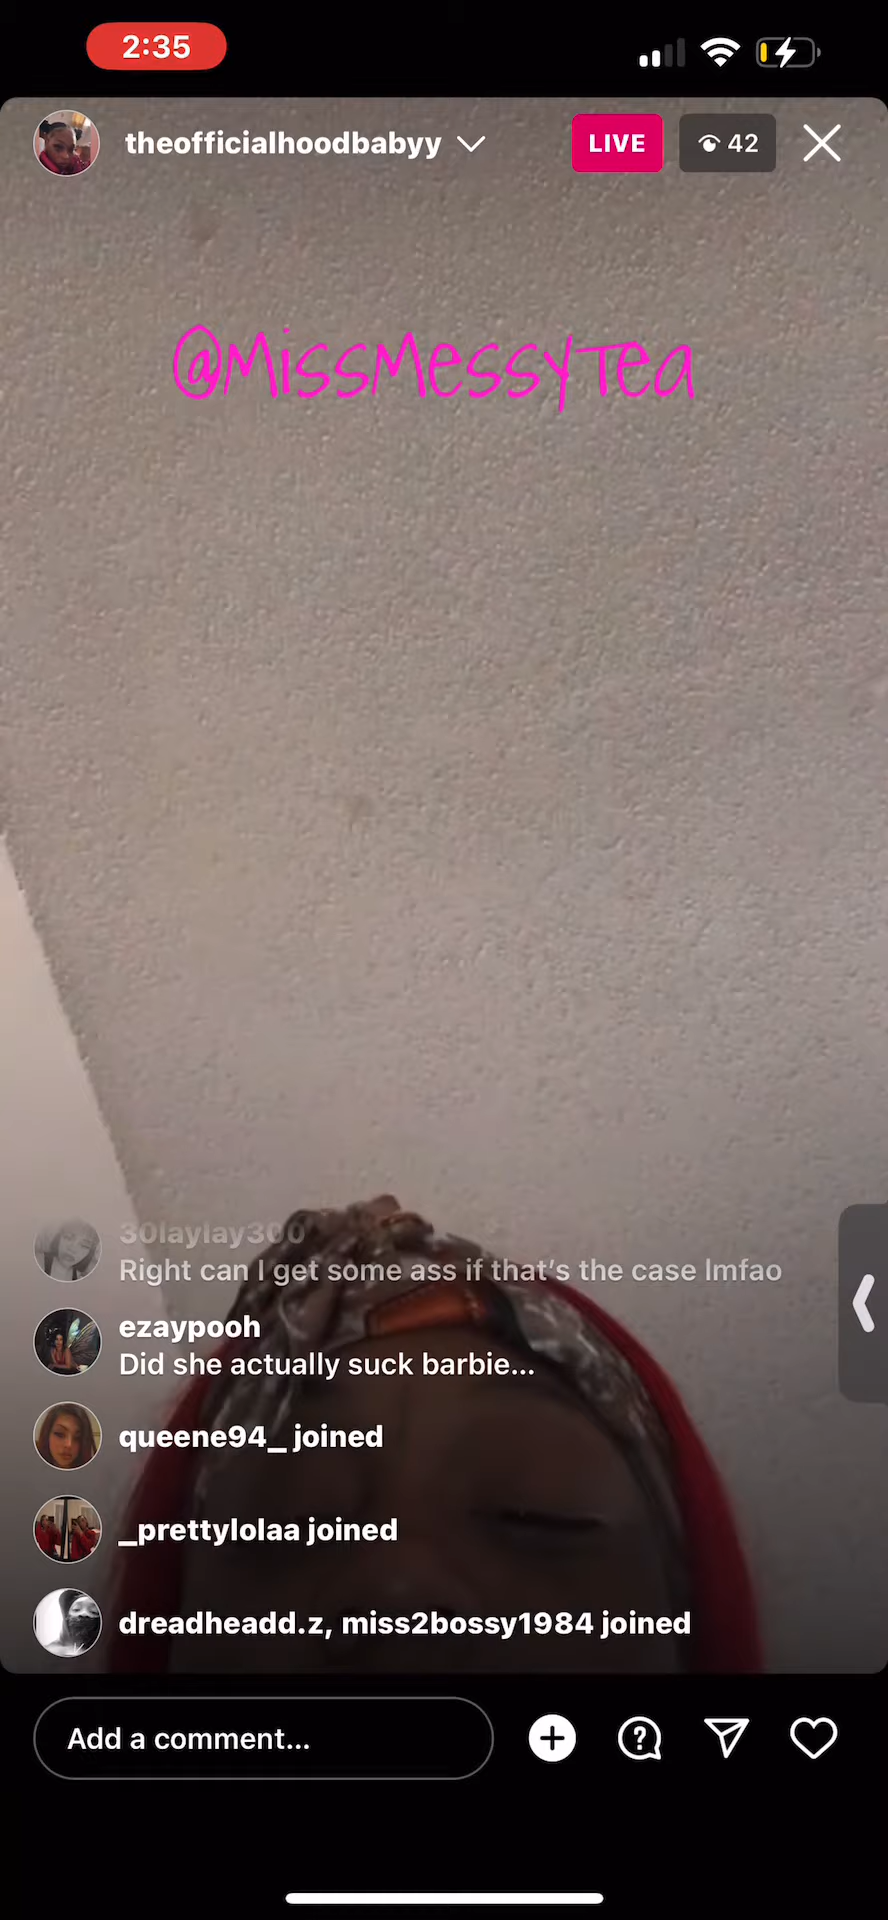 2:35
theofficialhoodbabyy
LIVE
42
@MissMessyTea
30laylay300
Right can I get some ass if that’s the case lmfao
ezaypooh
Did she actually suck barbie...
queene94_ joined
_prettylolaa joined
dreadheadd.z, miss2bossy1984 joined
Add a comment...